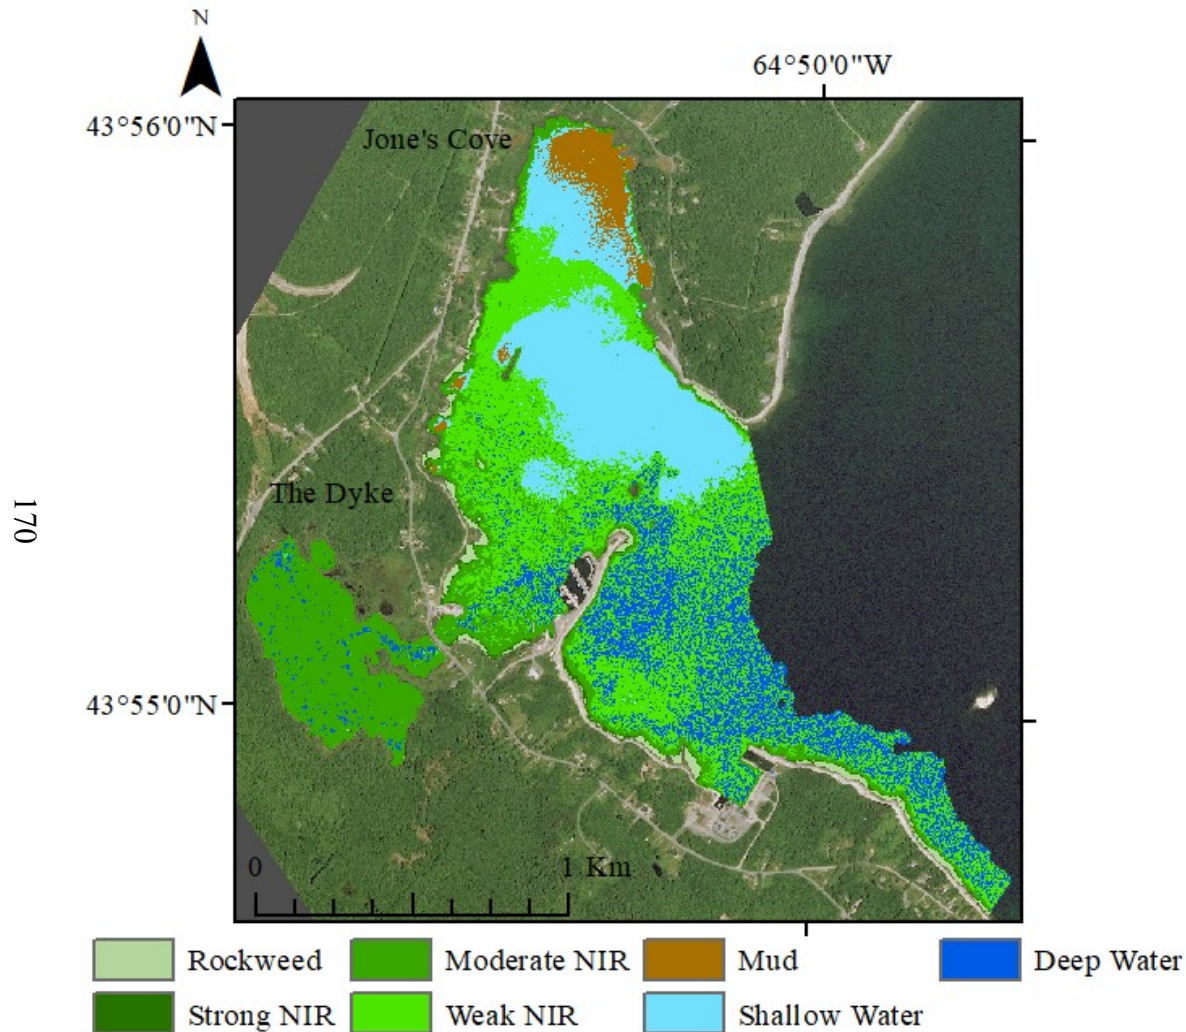 N
64°50'0"W
43°56'0"N
Jone's Cove
The Dyke
170
43°55'0"N
0 1 Km
Rockweed Moderate NIR Mud Deep Water
Strong NIR Weak NIR Shallow Water